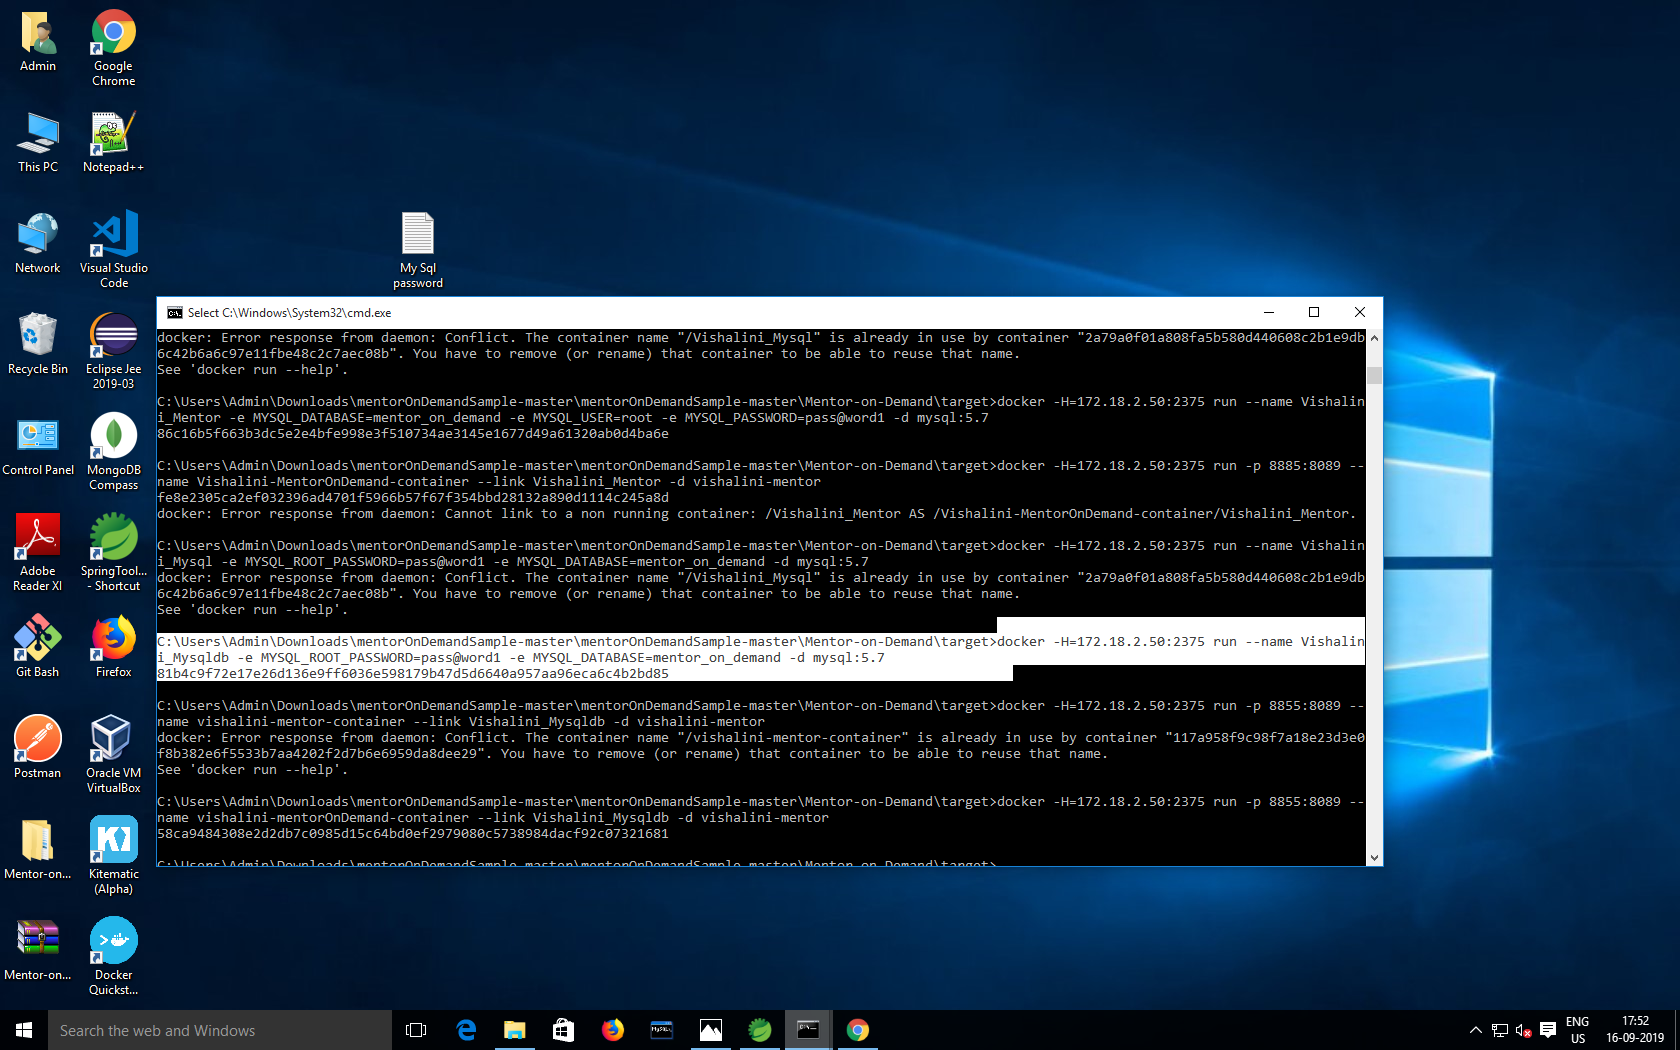 Admin
Google
Chrome
This PC
Notepad++
Network
Visual Studio
Code
My Sql
password
Recycle Bin
Eclipse Jee
2019-03
Control Panel
MongoDB
Compass
Adobe
Reader XI
SpringTool...
- Shortcut
Git Bash
Firefox
Postman
Oracle VM
VirtualBox
Mentor-on...
Kitematic
(Alpha)
Mentor-on...
Docker
Quickst...
Select C:\Windows\System32\cmd.exe
docker: Error response from daemon: Conflict. The container name "/Vishalini_Mysql" is already in use by container "2a79a0f01a808fa5b580d440608c2b1e9db
6c42b6a6c97e11fbe48c2c7aec08b". You have to remove (or rename) that container to be able to reuse that name.
See 'docker run --help'.
C:\Users\Admin\Downloads\mentorOnDemandSample-master\mentorOnDemandSample-master\Mentor-on-Demand\target>docker -H=172.18.2.50:2375 run --name Vishalin
i_Mentor -e MYSQL_DATABASE=mentor_on_demand -e MYSQL_USER=root -e MYSQL_PASSWORD=pass@word1 -d mysql:5.7
86c16b5f663b3dc5e2e4bfe998e3f510734ae3145e1677d49a61320ab0d4ba6e
C:\Users\Admin\Downloads\mentorOnDemandSample-master\mentorOnDemandSample-master\Mentor-on-Demand\target>docker -H=172.18.2.50:2375 run -p 8885:8089 --
name Vishalini-MentorOnDemand-container --link Vishalini_Mentor -d vishalini-mentor
fe8e2305ca2ef032396ad4701f5966b57f67f354bbd28132a890d1114c245a8d
docker: Error response from daemon: Cannot link to a non running container: /Vishalini_Mentor AS /Vishalini-MentorOnDemand-container/Vishalini_Mentor.
C:\Users\Admin\Downloads\mentorOnDemandSample-master\mentorOnDemandSample-master\Mentor-on-Demand\target>docker -H=172.18.2.50:2375 run --name Vishalin
i_Mysql -e MYSQL_ROOT_PASSWORD=pass@word1 -e MYSQL_DATABASE=mentor_on_demand -d mysql:5.7
docker: Error response from daemon: Conflict. The container name "/Vishalini_Mysql" is already in use by container "2a79a0f01a808fa5b580d440608c2b1e9db
6c42b6a6c97e11fbe48c2c7aec08b". You have to remove (or rename) that container to be able to reuse that name.
See 'docker run --help'.
C:\Users\Admin\Downloads\mentorOnDemandSample-master\mentorOnDemandSample-master\Mentor-on-Demand\target>docker -H=172.18.2.50:2375 run --name Vishalin
i_Mysqldb -e MYSQL_ROOT_PASSWORD=pass@word1 -e MYSQL_DATABASE=mentor_on_demand -d mysql:5.7
81b4c9f72e17e26d136e9ff6036e598179b47d5d6640a957aa96eca6c4b2bd85
C:\Users\Admin\Downloads\mentorOnDemandSample-master\mentorOnDemandSample-master\Mentor-on-Demand\target>docker -H=172.18.2.50:2375 run -p 8855:8089 --
name vishalini-mentor-container --link Vishalini_Mysqldb -d vishalini-mentor
docker: Error response from daemon: Conflict. The container name "/vishalini-mentor-container" is already in use by container "117a958f9c98f7a18e23d3e0
f8b382e6f5533b7aa4202f2d7b6e6959da8dee29". You have to remove (or rename) that container to be able to reuse that name.
See 'docker run --help'.
C:\Users\Admin\Downloads\mentorOnDemandSample-master\mentorOnDemandSample-master\Mentor-on-Demand\target>docker -H=172.18.2.50:2375 run -p 8855:8089 --
name vishalini-mentorOnDemand-container --link Vishalini_Mysqldb -d vishalini-mentor
58ca9484308e2d2db7c0985d15c64bd0ef2979080c5738984dacf92c07321681
C:\Users\Admin\Downloads\mentorOnDemandSample-master\mentorOnDemandSample-master\Mentor-on-Demand\target>
Search the web and Windows
MySQL
ENG
US
17:52
16-09-2019